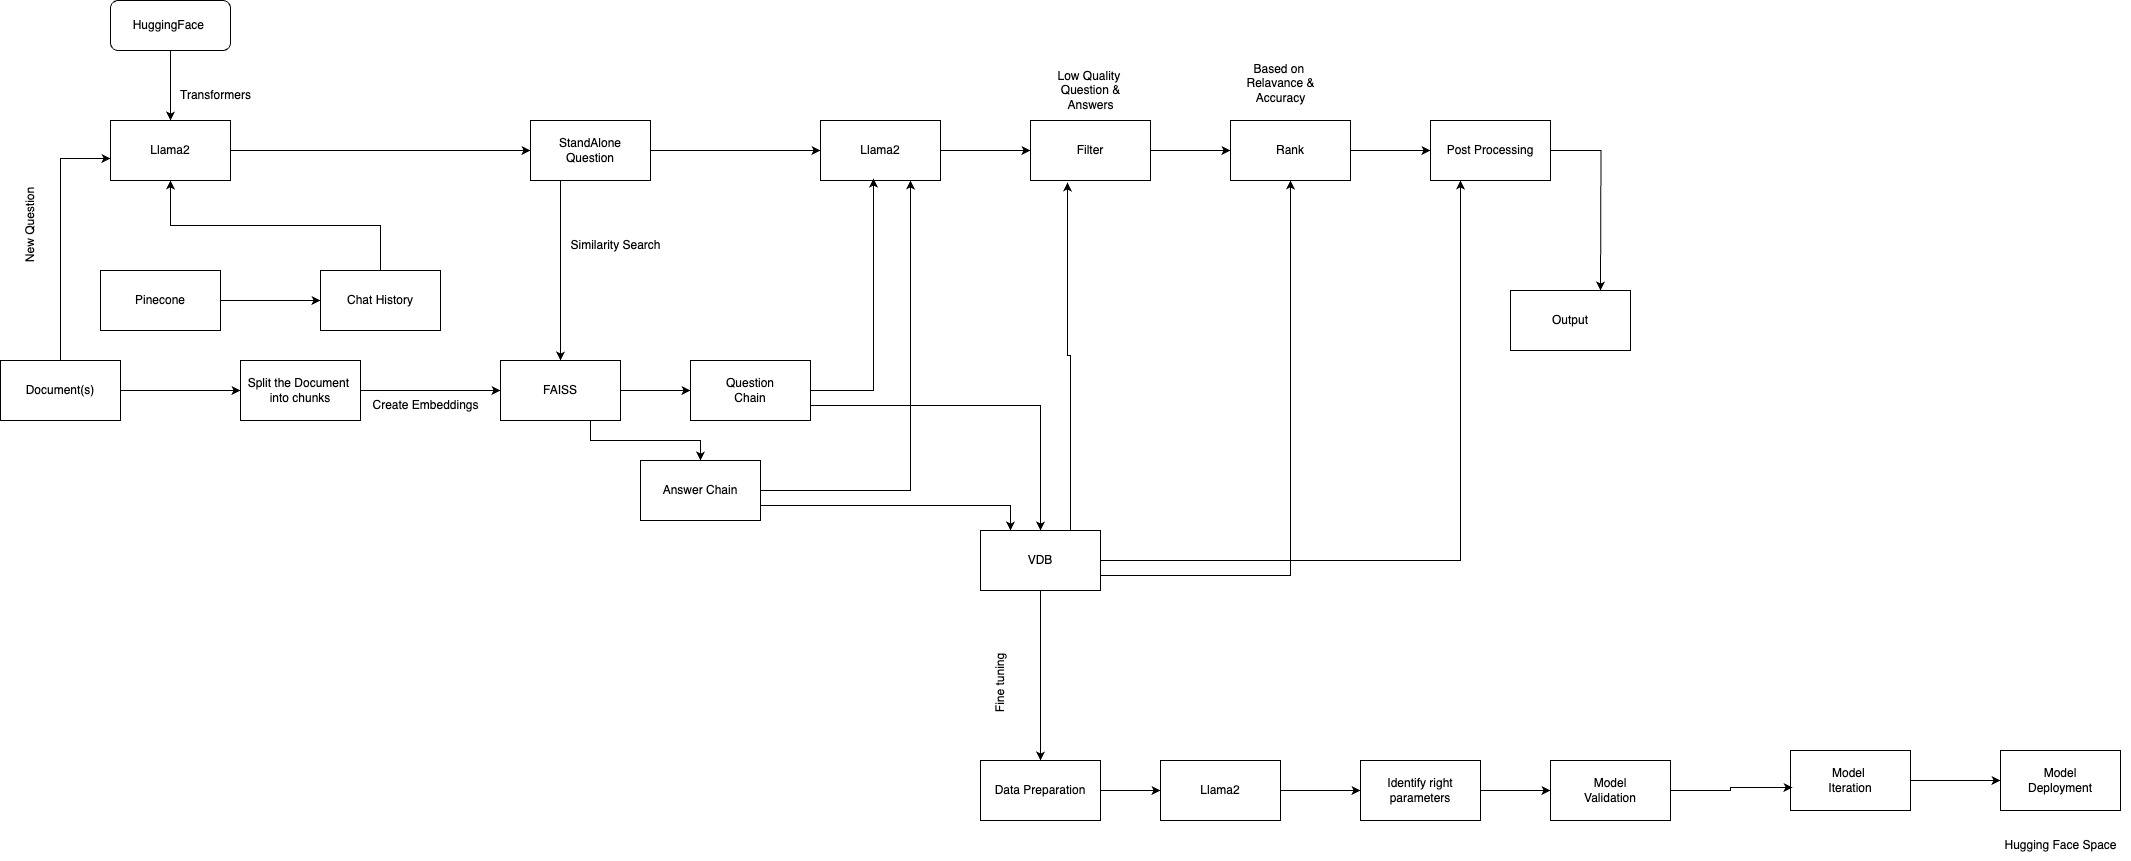 HuggingFace
Transformers
Low Quality
Question &
Answers
Based on
Relavance &
Accuracy
Llama2
StandAlone
Question
Llama2
Filter
Rank
Post Processing
New Question
Similarity Search
Pinecone
Chat History
Output
Document(s)
Split the Document
into chunks
Create Embeddings
FAISS
Question
Chain
Answer Chain
VDB
Fine tuning
Data Preparation
Llama2
Identify right
parameters
Model
Validation
Model
Iteration
Model
Deployment
Hugging Face Space